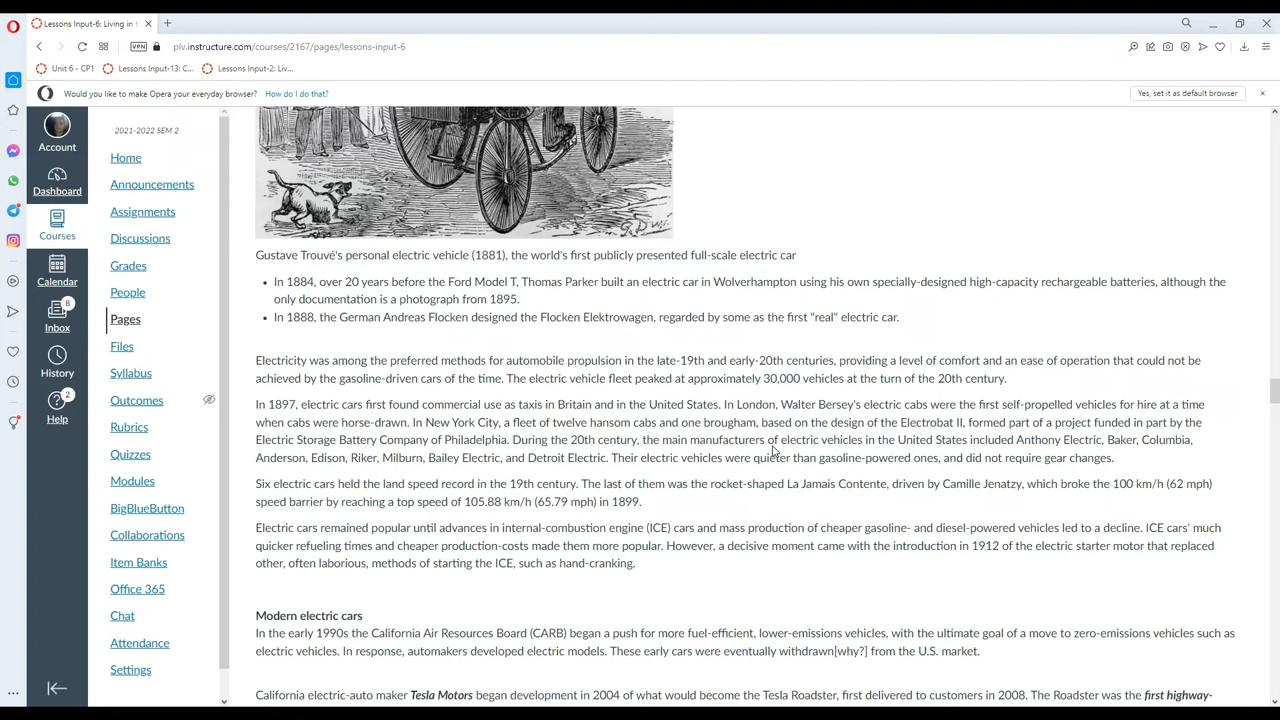 Lessons Input-6: Living in t
plv.instructure.com/courses/2167/pages/lessons-input-6
VPN
Unit 6 - CP1
Lessons Input-13: C...
Lessons Input-2: Liv...
Would you like to make Opera your everyday browser? How do I do that?
Yes, set it as default browser
Account
Dashboard
Courses
Calendar
8
Inbox
History
2
Help
2021-2022 SEM 2
Home
Announcements
Assignments
Discussions
Grades
People
Pages
Files
Syllabus
Outcomes
Rubrics
Quizzes
Modules
BigBlueButton
Collaborations
Item Banks
Office 365
Chat
Attendance
Settings
Gustave Trouvé's personal electric vehicle (1881), the world's first publicly presented full-scale electric car
• In 1884, over 20 years before the Ford Model T, Thomas Parker built an electric car in Wolverhampton using his own specially-designed high-capacity rechargeable batteries, although the
only documentation is a photograph from 1895.
• In 1888, the German Andreas Flocken designed the Flocken Elektrowagen, regarded by some as the first "real" electric car.
Electricity was among the preferred methods for automobile propulsion in the late-19th and early-20th centuries, providing a level of comfort and an ease of operation that could not be
achieved by the gasoline-driven cars of the time. The electric vehicle fleet peaked at approximately 30,000 vehicles at the turn of the 20th century.
In 1897, electric cars first found commercial use as taxis in Britain and in the United States. In London, Walter Bersey's electric cabs were the first self-propelled vehicles for hire at a time
when cabs were horse-drawn. In New York City, a fleet of twelve hansom cabs and one brougham, based on the design of the Electrobat II, formed part of a project funded in part by the
Electric Storage Battery Company of Philadelphia. During the 20th century, the main manufacturers of electric vehicles in the United States included Anthony Electric, Baker, Columbia,
Anderson, Edison, Riker, Milburn, Bailey Electric, and Detroit Electric. Their electric vehicles were quieter than gasoline-powered ones, and did not require gear changes.
Six electric cars held the land speed record in the 19th century. The last of them was the rocket-shaped La Jamais Contente, driven by Camille Jenatzy, which broke the 100 km/h (62 mph)
speed barrier by reaching a top speed of 105.88 km/h (65.79 mph) in 1899.
Electric cars remained popular until advances in internal-combustion engine (ICE) cars and mass production of cheaper gasoline- and diesel-powered vehicles led to a decline. ICE cars' much
quicker refueling times and cheaper production-costs made them more popular. However, a decisive moment came with the introduction in 1912 of the electric starter motor that replaced
other, often laborious, methods of starting the ICE, such as hand-cranking.
Modern electric cars
In the early 1990s the California Air Resources Board (CARB) began a push for more fuel-efficient, lower-emissions vehicles, with the ultimate goal of a move to zero-emissions vehicles such as
electric vehicles. In response, automakers developed electric models. These early cars were eventually withdrawn[why?] from the U.S. market.
California electric-auto maker Tesla Motors began development in 2004 of what would become the Tesla Roadster, first delivered to customers in 2008. The Roadster was the first highway-